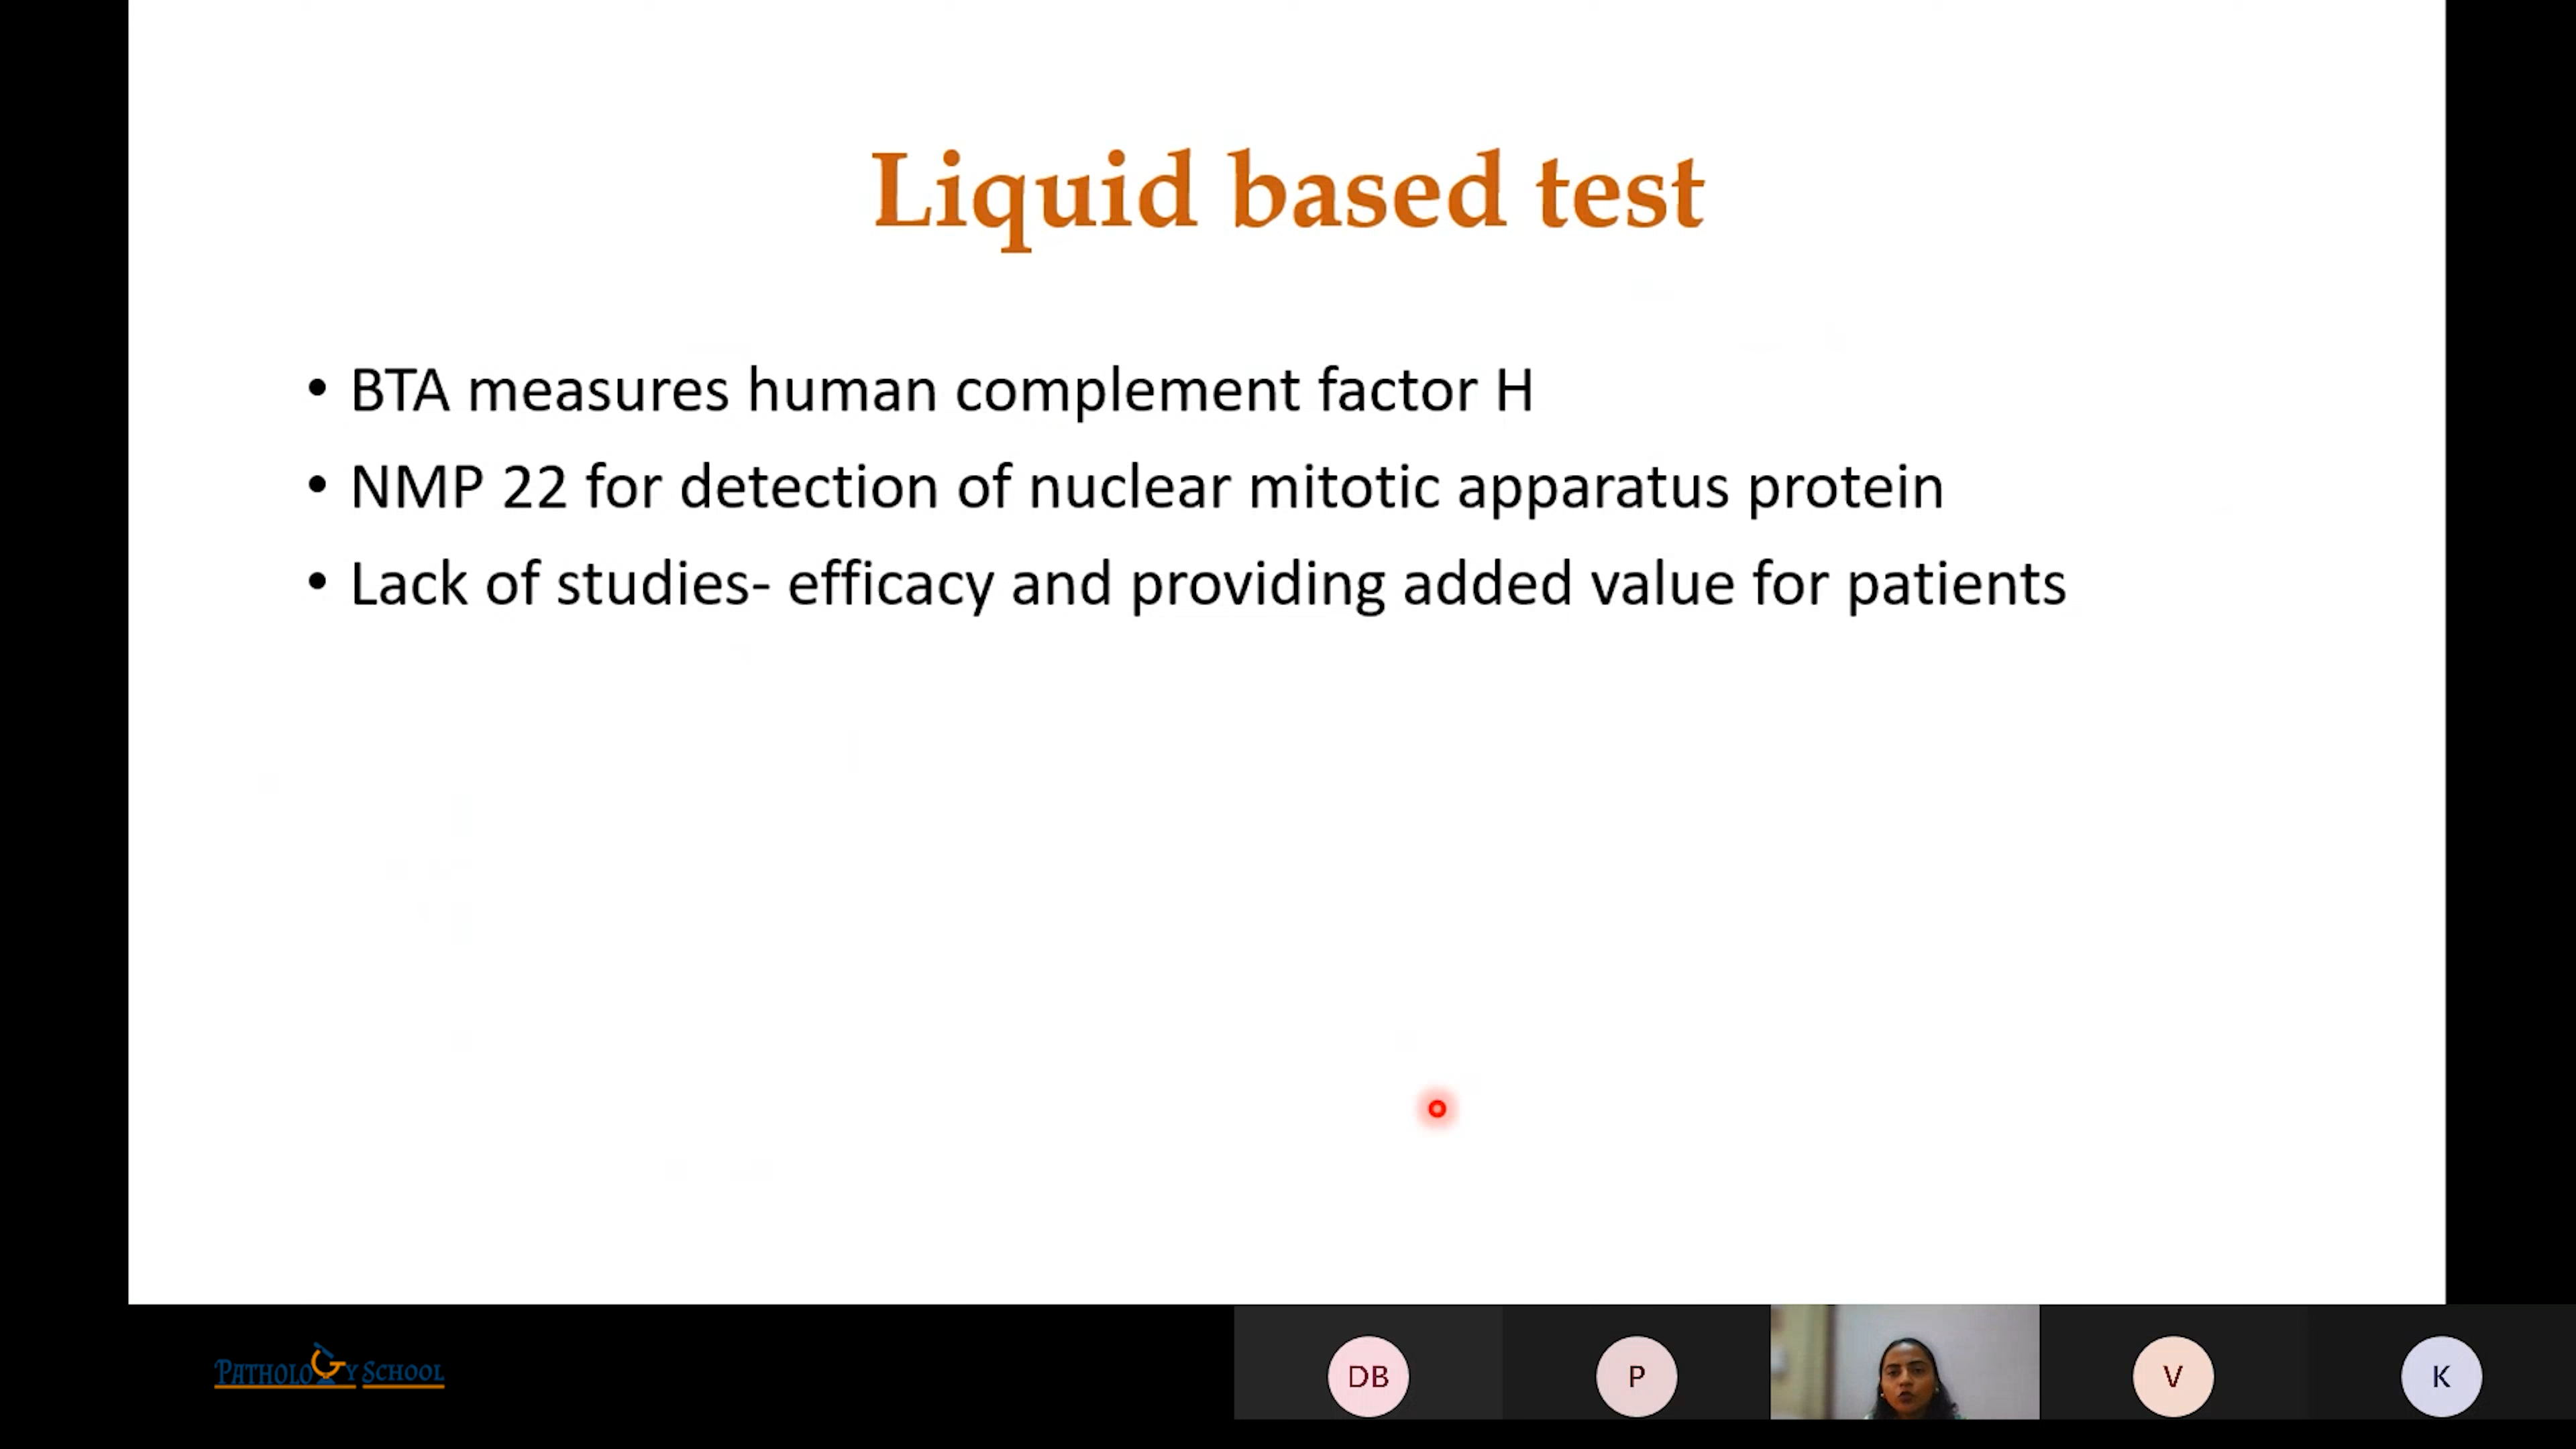 Liquid based test
• BTA measures human complement factor H
• NMP 22 for detection of nuclear mitotic apparatus protein
• Lack of studies- efficacy and providing added value for patients
PATHOLOGY SCHOOL
DB
P
V
K